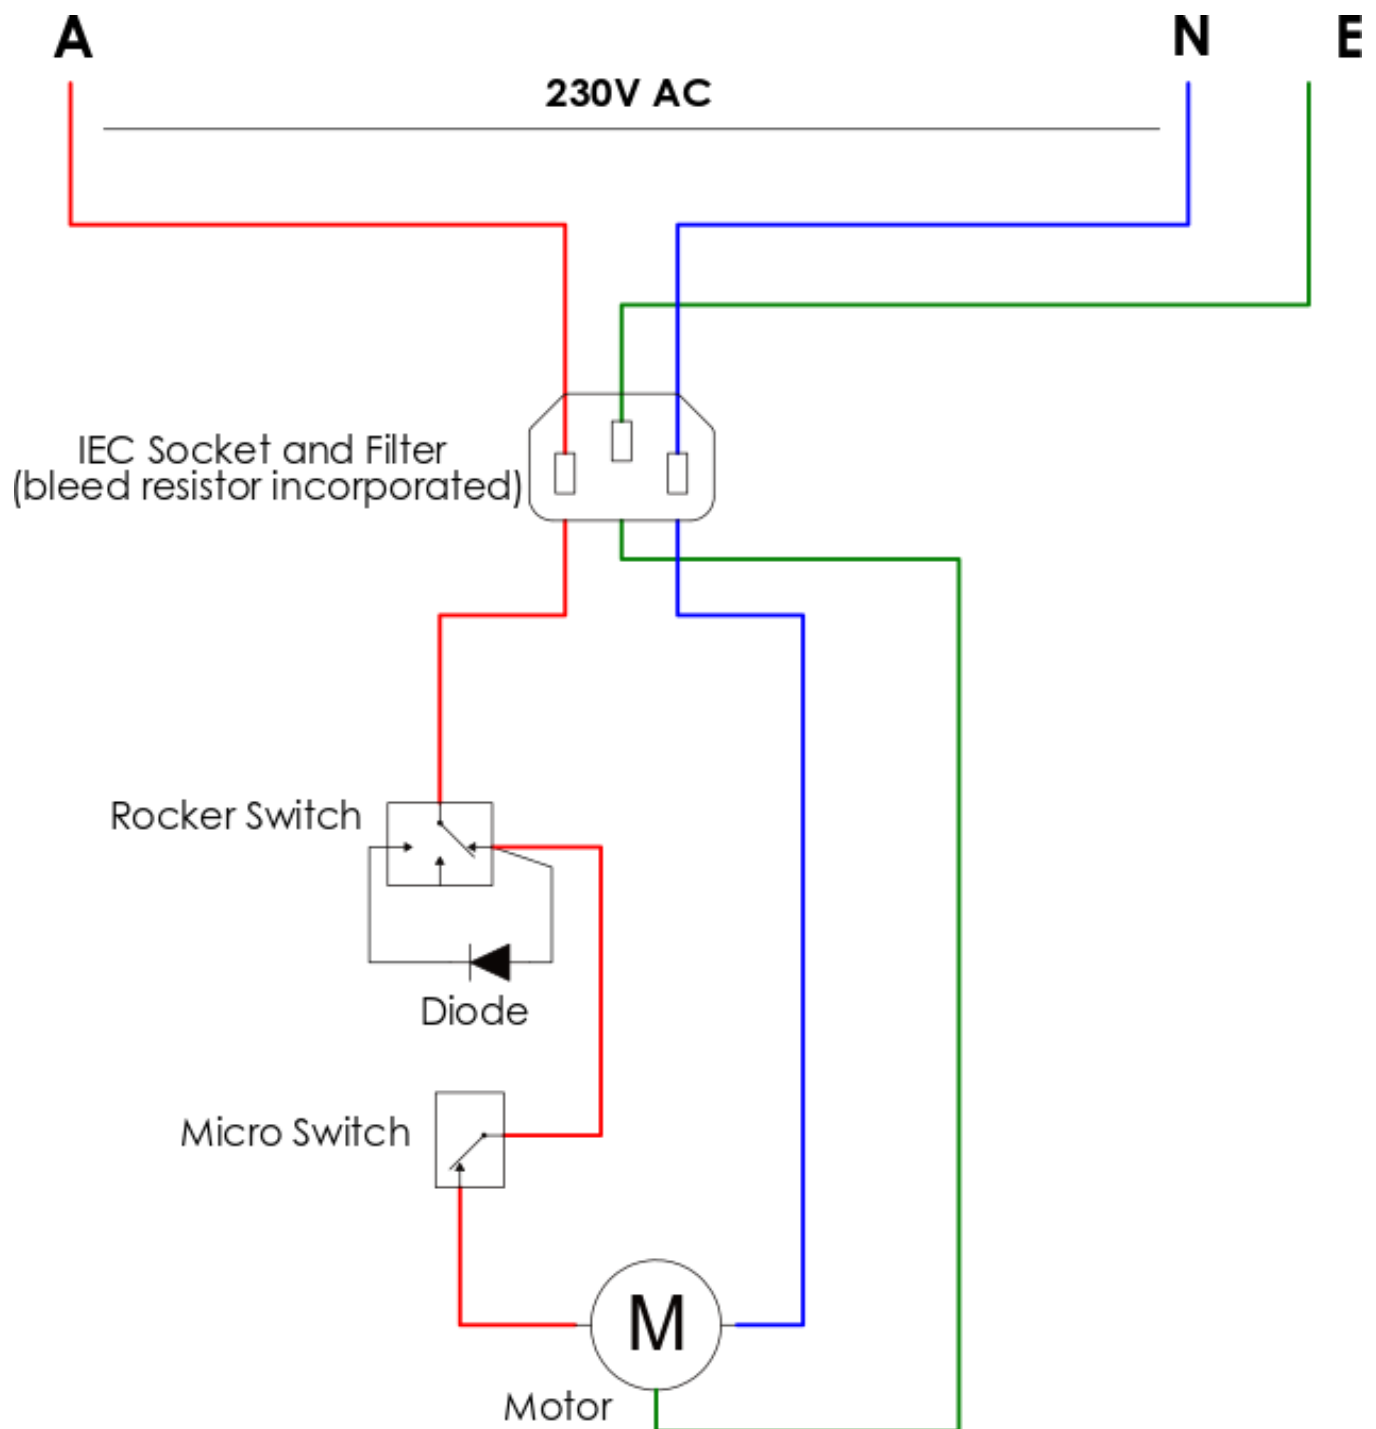 A
N
E
230V AC
IEC Socket and Filter
(bleed resistor incorporated)
Rocker Switch
Diode
Micro Switch
M
Motor